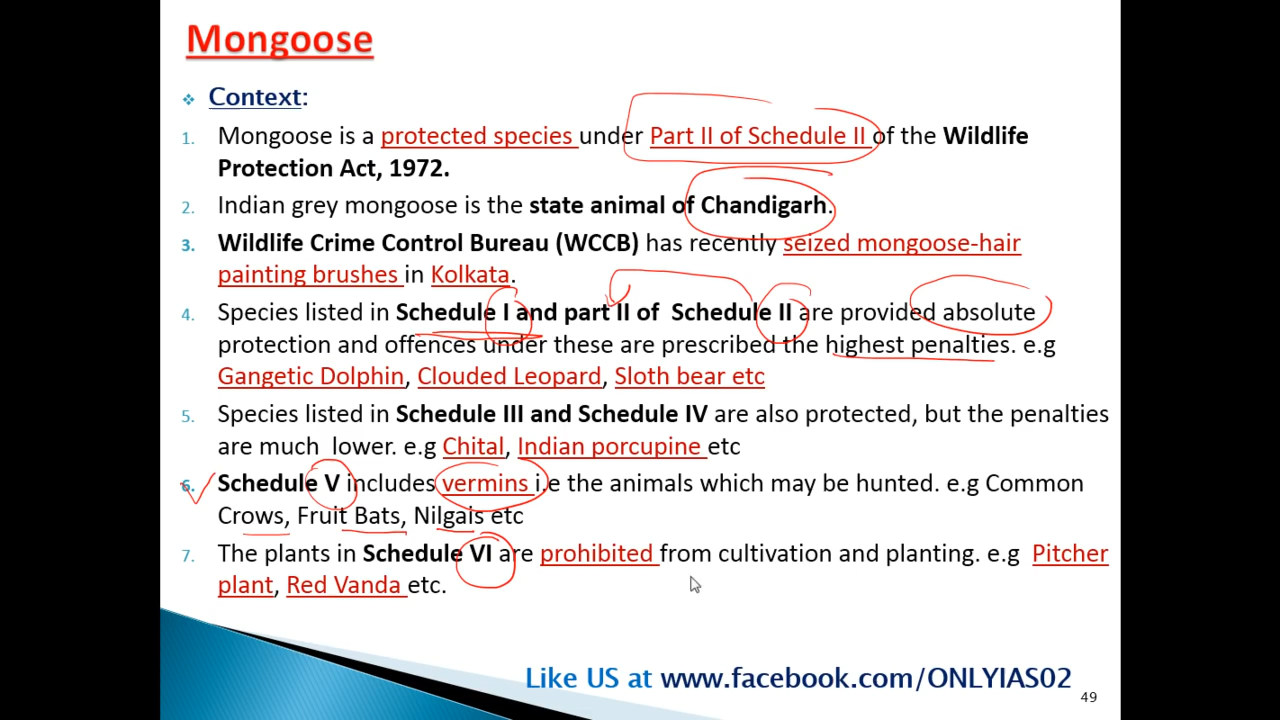 Mongoose
❖ Context:
1. Mongoose is a protected species under Part II of Schedule II of the Wildlife
Protection Act, 1972.
2. Indian grey mongoose is the state animal of Chandigarh.
3. Wildlife Crime Control Bureau (WCCB) has recently seized mongoose-hair
painting brushes in Kolkata.
4. Species listed in Schedule I and part II of Schedule II are provided absolute
protection and offences under these are prescribed the highest penalties. e.g
Gangetic Dolphin, Clouded Leopard, Sloth bear etc
5. Species listed in Schedule III and Schedule IV are also protected, but the penalties
are much lower. e.g Chital, Indian porcupine etc
6. Schedule V includes vermins i.e the animals which may be hunted. e.g Common
Crows, Fruit Bats, Nilgais etc
7. The plants in Schedule VI are prohibited from cultivation and planting. e.g Pitcher
plant, Red Vanda etc.
Like US at www.facebook.com/ONLYIAS02
49